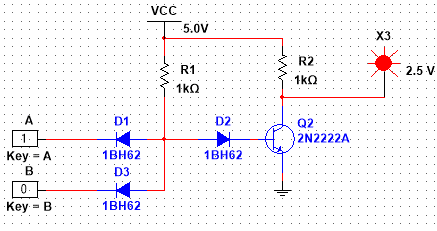 VCC
5.0V
X3
R1
1kΩ
R2
1kΩ
2.5 V
A
1
Key = A
D1
1BH62
D2
1BH62
Q2
2N2222A
B
0
Key = B
D3
1BH62